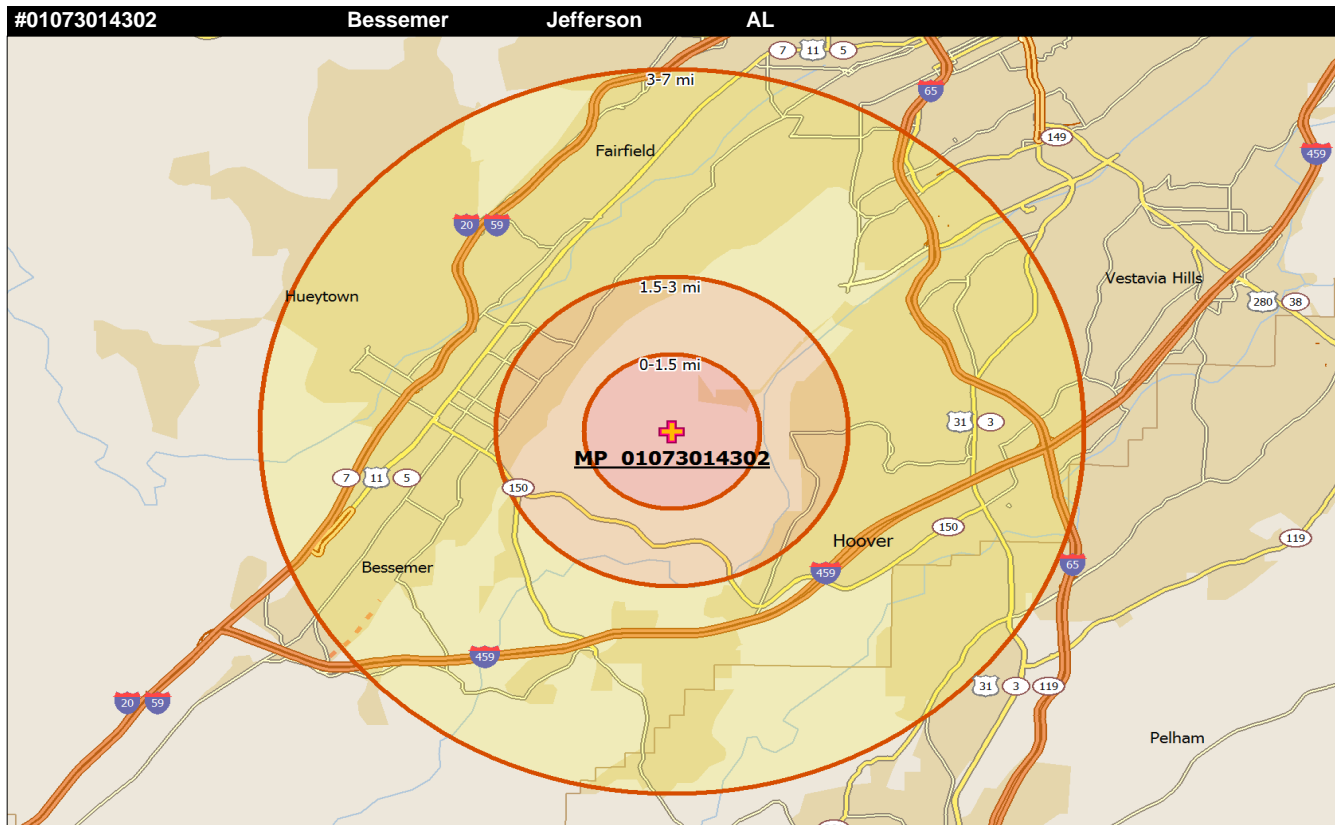 #01073014302 Bessemer Jefferson AL
7 11 5
3-7 mi
65
149
Fairfield
459
20 59
Vestavia Hills
1.5-3 mi
Hueytown
280 38
0-1.5 mi
31 3
MP 01073014302
7 11 5
150
150
Hoover
119
Bessemer
459
65
459
31 3 119
20 59
Pelham